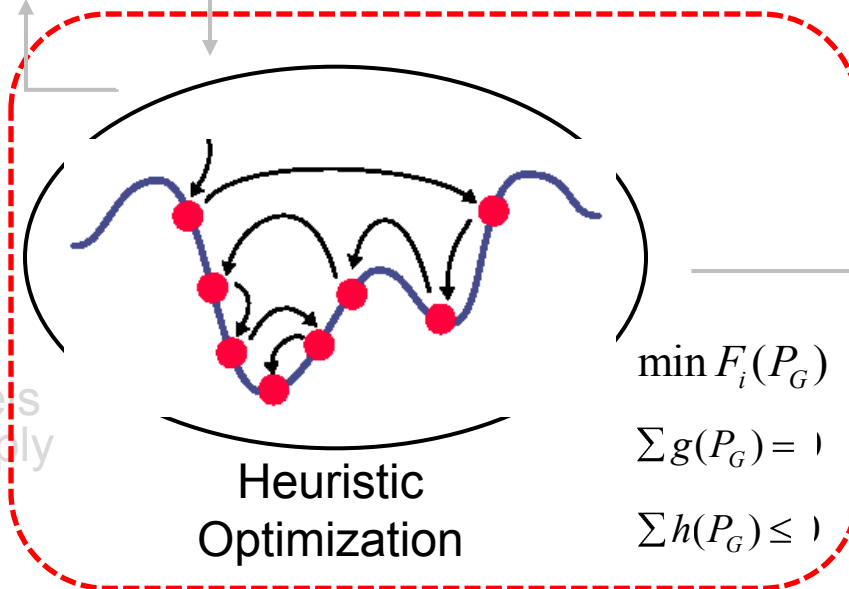 min F_i(P_G)
∑ g(P_G) =
∑ h(P_G) ≤
Heuristic
Optimization